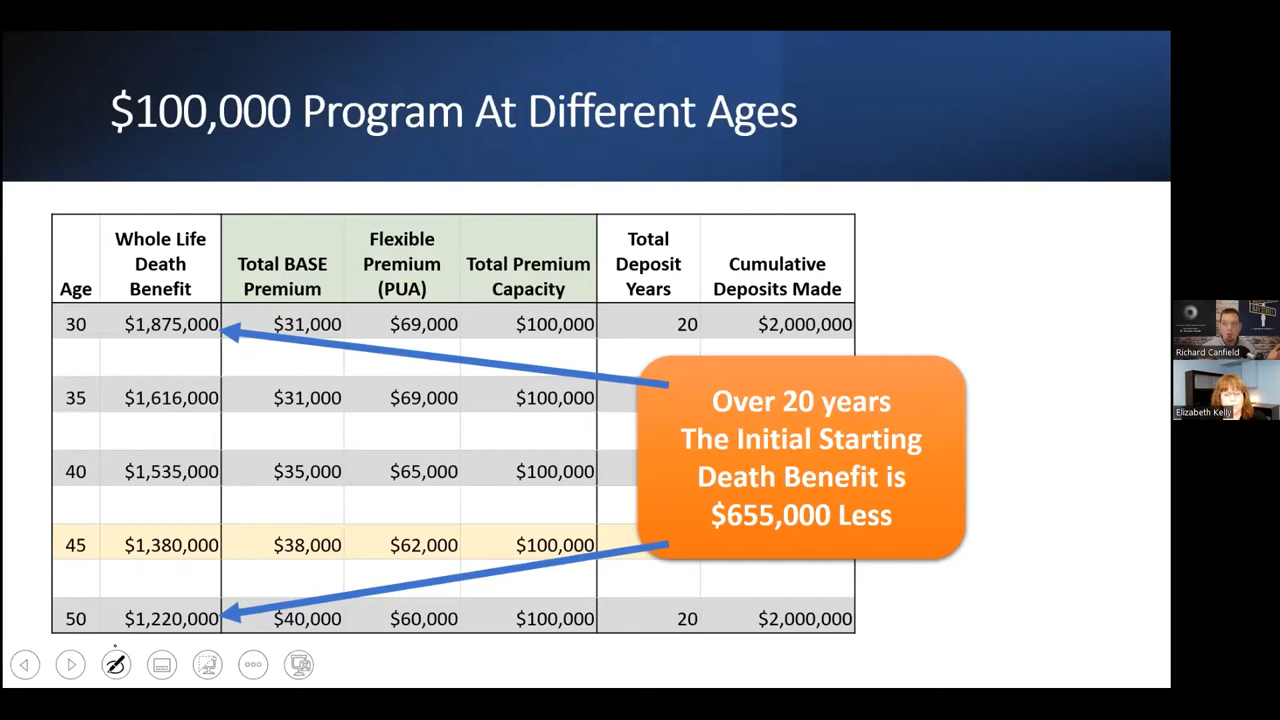 $100,000 Program At Different Ages
Age
Whole Life
Death
Benefit
Total BASE
Premium
Flexible
Premium
(PUA)
Total Premium
Capacity
Total
Deposit
Years
Cumulative
Deposits Made
30 $1,875,000 $31,000 $69,000 $100,000 20 $2,000,000
35 $1,616,000 $31,000 $69,000 $100,000
40 $1,535,000 $35,000 $65,000 $100,000
45 $1,380,000 $38,000 $62,000 $100,000
50 $1,220,000 $40,000 $60,000 $100,000 20 $2,000,000
Over 20 years
The Initial Starting
Death Benefit is
$655,000 Less
Richard Canfield
Elizabeth Kelly